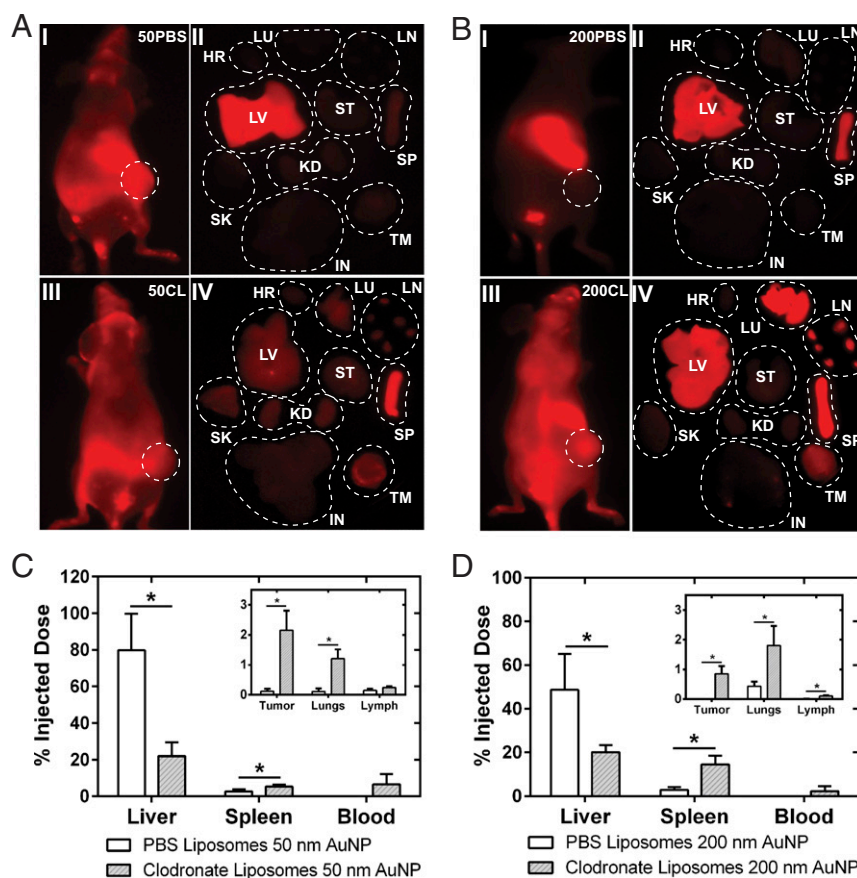 A
I
50PBS
II
HR
LU
LN
LV
ST
SP
KD
SK
TM
IN
III
50CL
IV
HR
LU
LN
LV
ST
SP
KD
SK
TM
IN
B
I
200PBS
II
HR
LU
LN
LV
ST
SP
KD
SK
TM
IN
III
200CL
IV
HR
LU
LN
LV
ST
SP
KD
SK
TM
IN
C
% Injected Dose
120
100
80
60
40
20
0
*
*
3
2
1
0
*
*
Tumor Lungs Lymph
Liver Spleen Blood
PBS Liposomes 50 nm AuNP
Clodronate Liposomes 50 nm AuNP
D
% Injected Dose
100
80
60
40
20
0
*
*
3
2
1
0
*
*
*
Tumor Lungs Lymph
Liver Spleen Blood
PBS Liposomes 200 nm AuNP
Clodronate Liposomes 200 nm AuNP